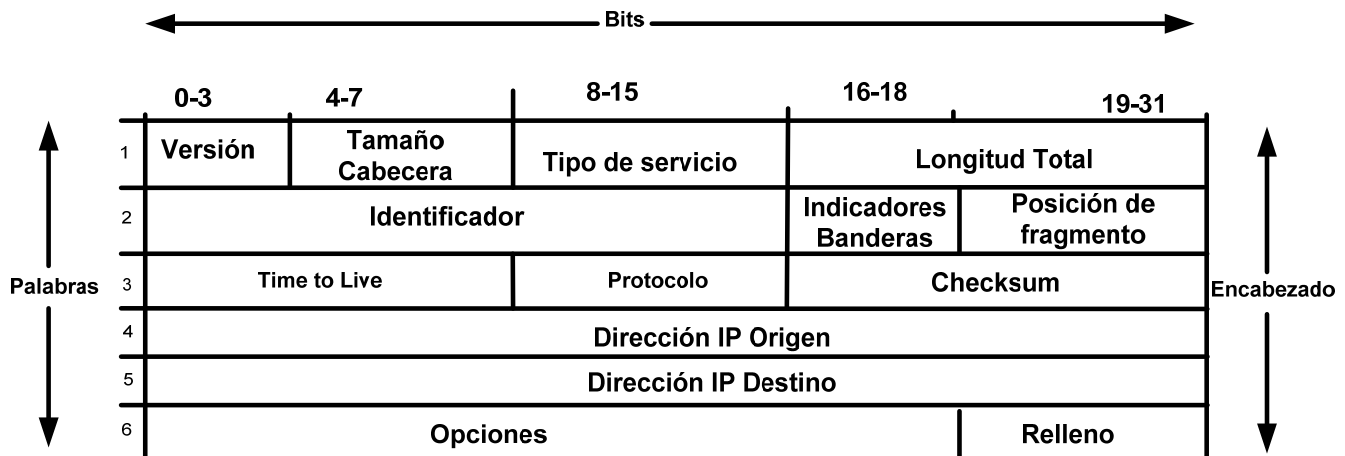 Bits
0-3 4-7 8-15 16-18 19-31
1 Versión Tamaño Cabecera Tipo de servicio Longitud Total
2 Identificador Indicadores Banderas Posición de fragmento
Palabras 3 Time to Live Protocolo Checksum Encabezado
4 Dirección IP Origen
5 Dirección IP Destino
6 Opciones Relleno